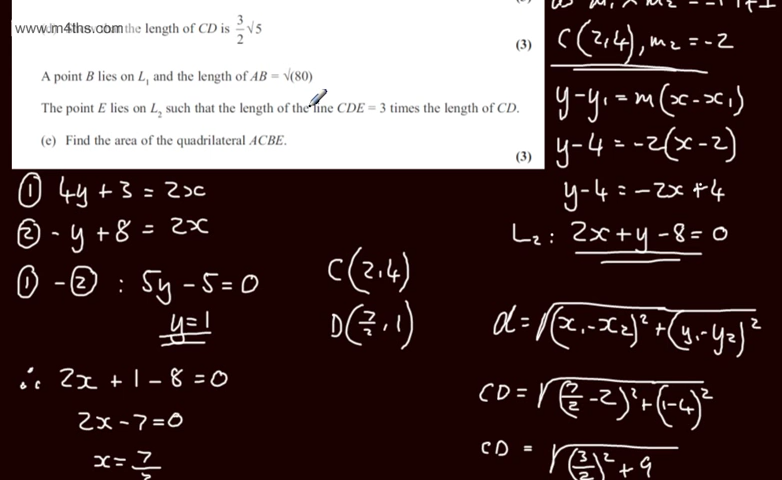 www.m4ths.com the length of CD is 3/2 √5
(3)
A point B lies on L₁ and the length of AB = √(80)
The point E lies on L₂ such that the length of the line CDE = 3 times the length of CD.
(e) Find the area of the quadrilateral ACBE.
(3)
① 4y + 3 = 2x
② - y + 8 = 2x
① - ② : 5y - 5 = 0
y = 1
∴ 2x + 1 - 8 = 0
2x - 7 = 0
x = 7/2
C(2,4)
D(7/2, 1)
C(2,4), m₂ = -2
y - y₁ = m(x - x₁)
y - 4 = -2(x - 2)
y - 4 = -2x + 4
L₂ : 2x + y - 8 = 0
d = √(x₁ - x₂)² + (y₁ - y₂)²
CD = √(7/2 - 2)² + (1 - 4)²
CD = √(3/2)² + 9